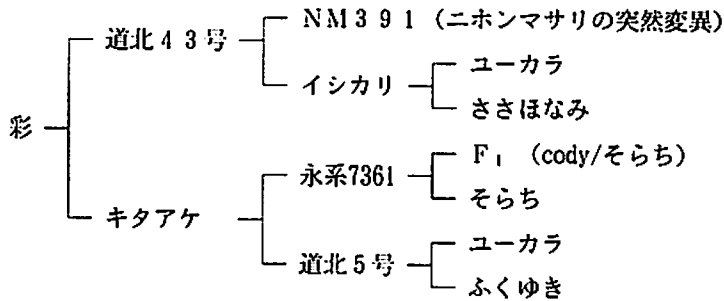 NM391（ニホンマサリの突然変異）
道北43号
ユーカラ
イシカリ
ささほなみ
彩
F₁（cody/そらち）
永系7361
そらち
キタアケ
ユーカラ
道北5号
ふくゆき